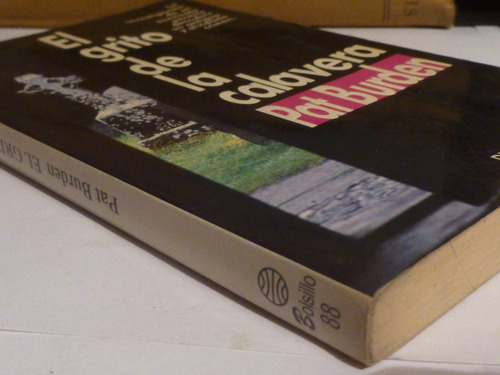 El
grito
de
la
calavera
Pat Burden
Pat Burden EL GRI
Bolsillo
88